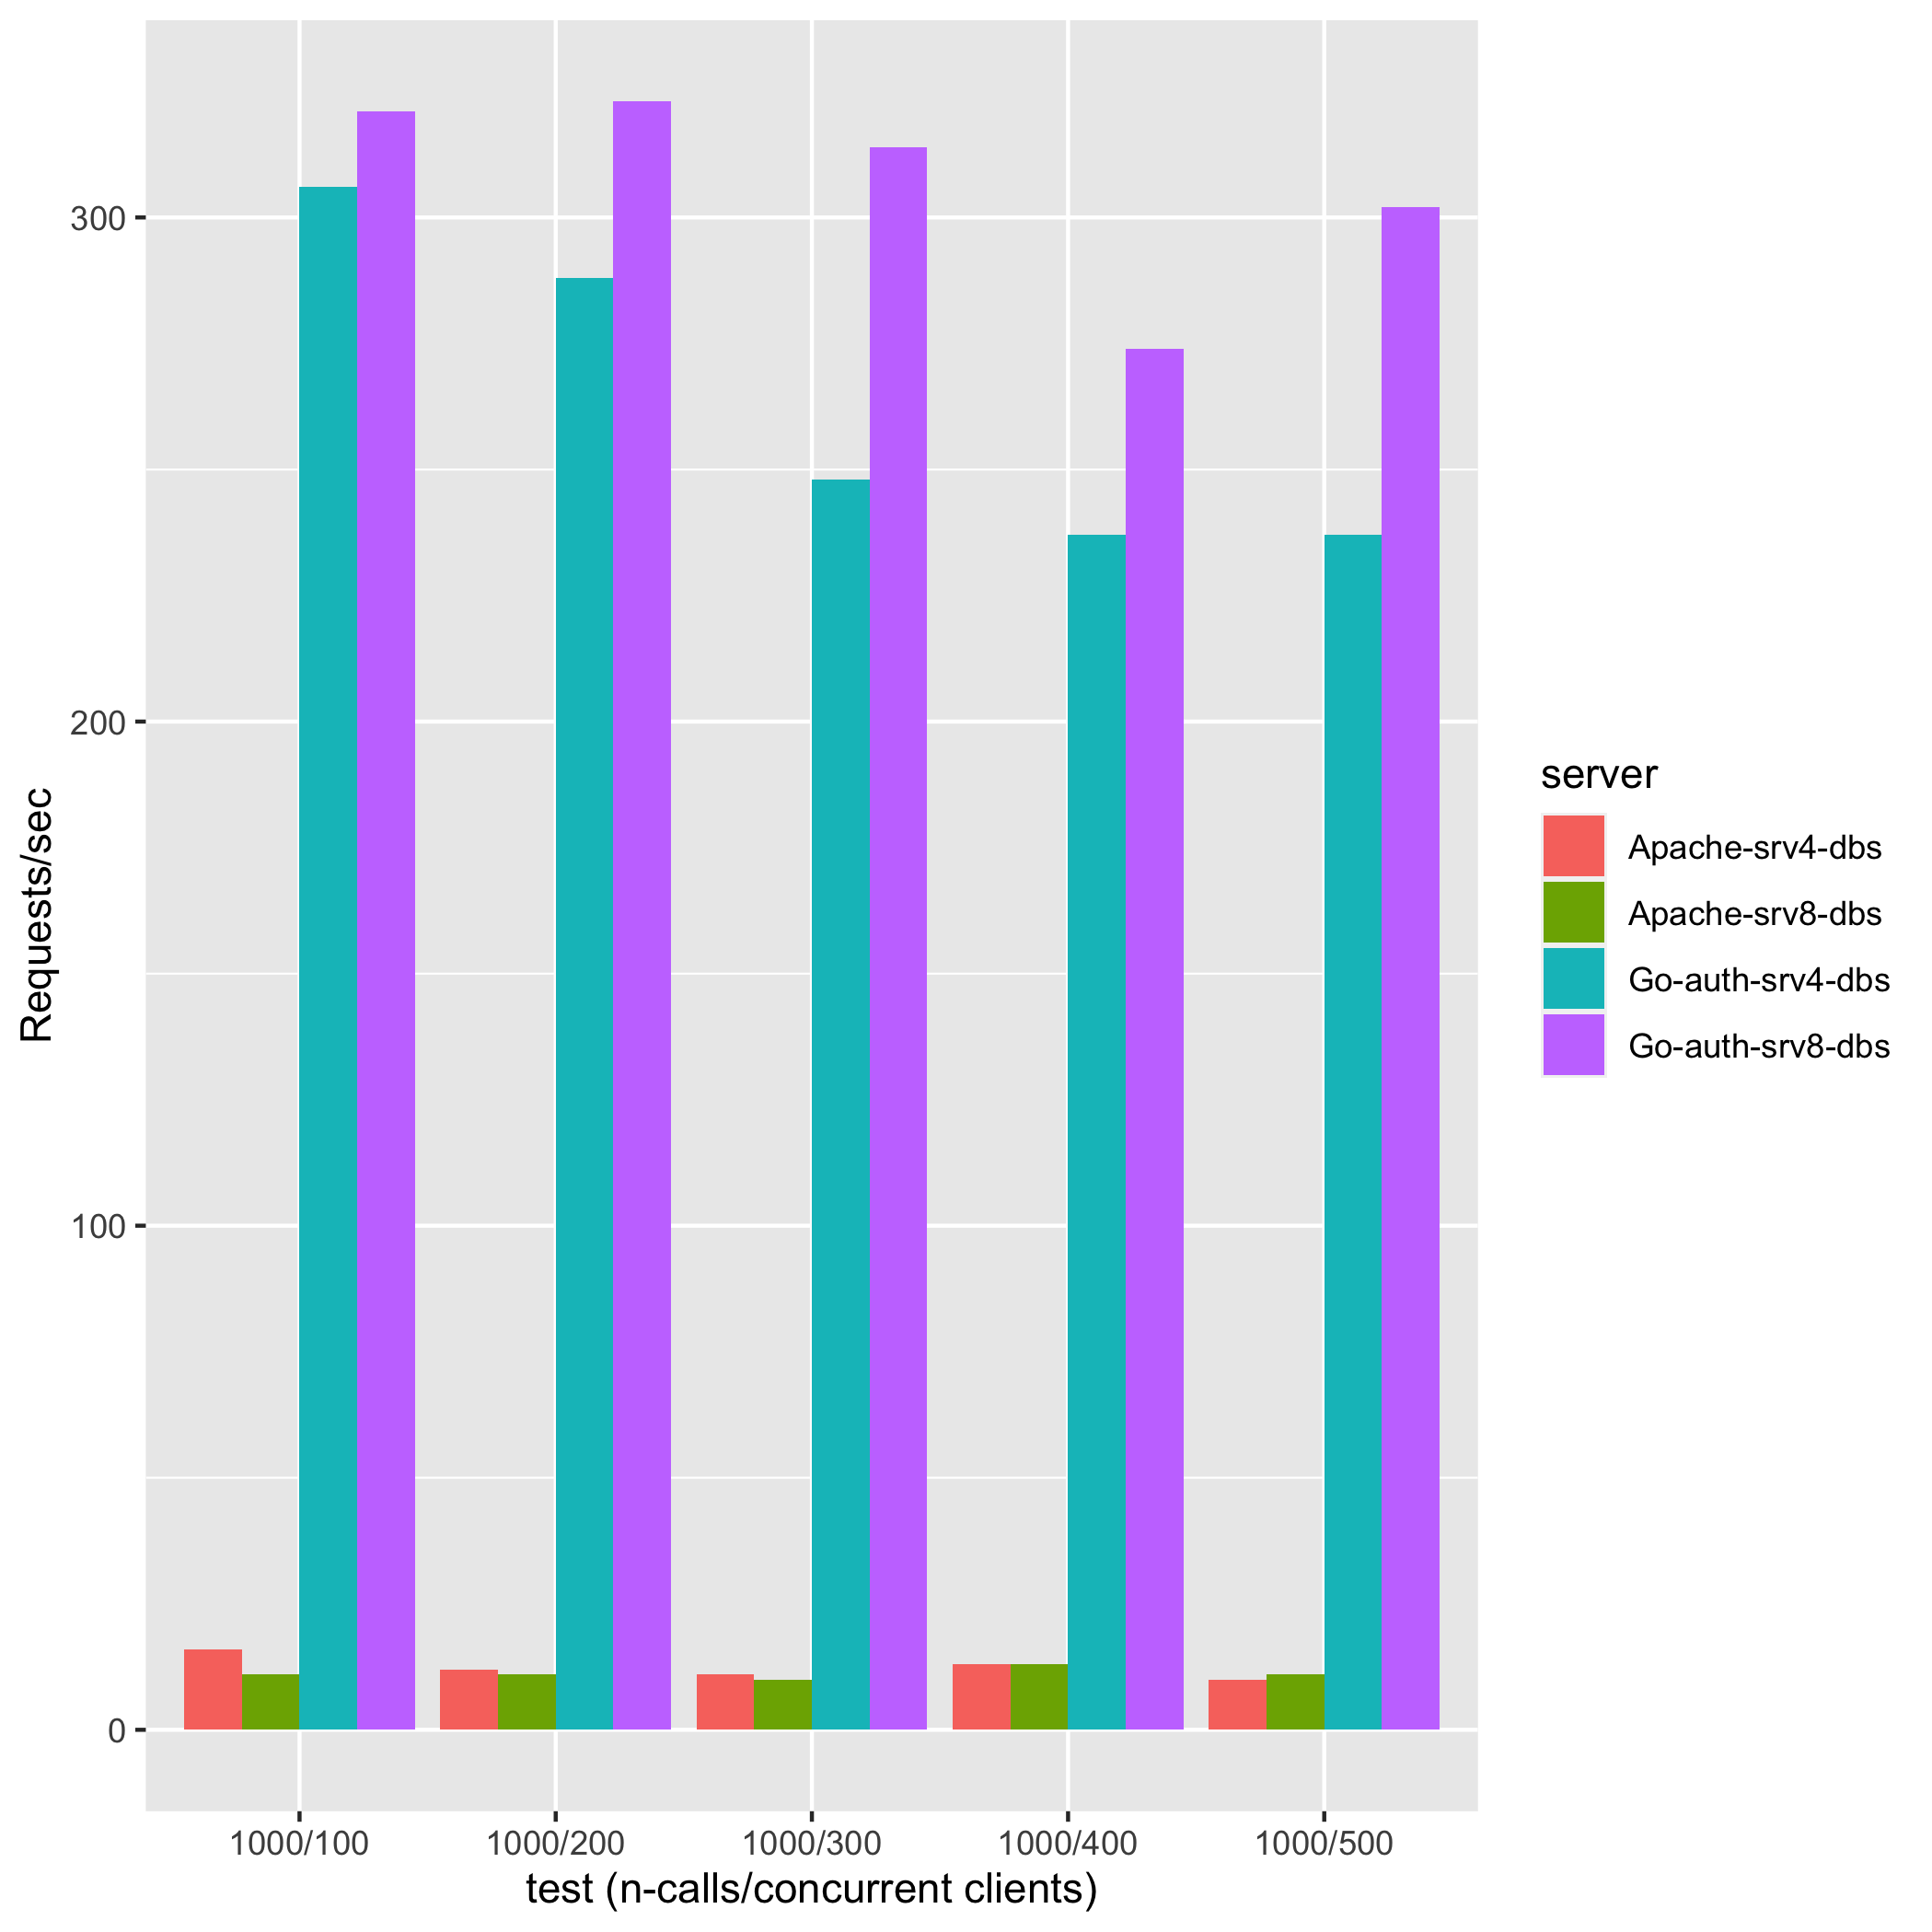 Requests/sec
300
200
100
0
1000/100 1000/200 1000/300 1000/400 1000/500
test (n-calls/concurrent clients)
server
Apache-srv4-dbs
Apache-srv8-dbs
Go-auth-srv4-dbs
Go-auth-srv8-dbs